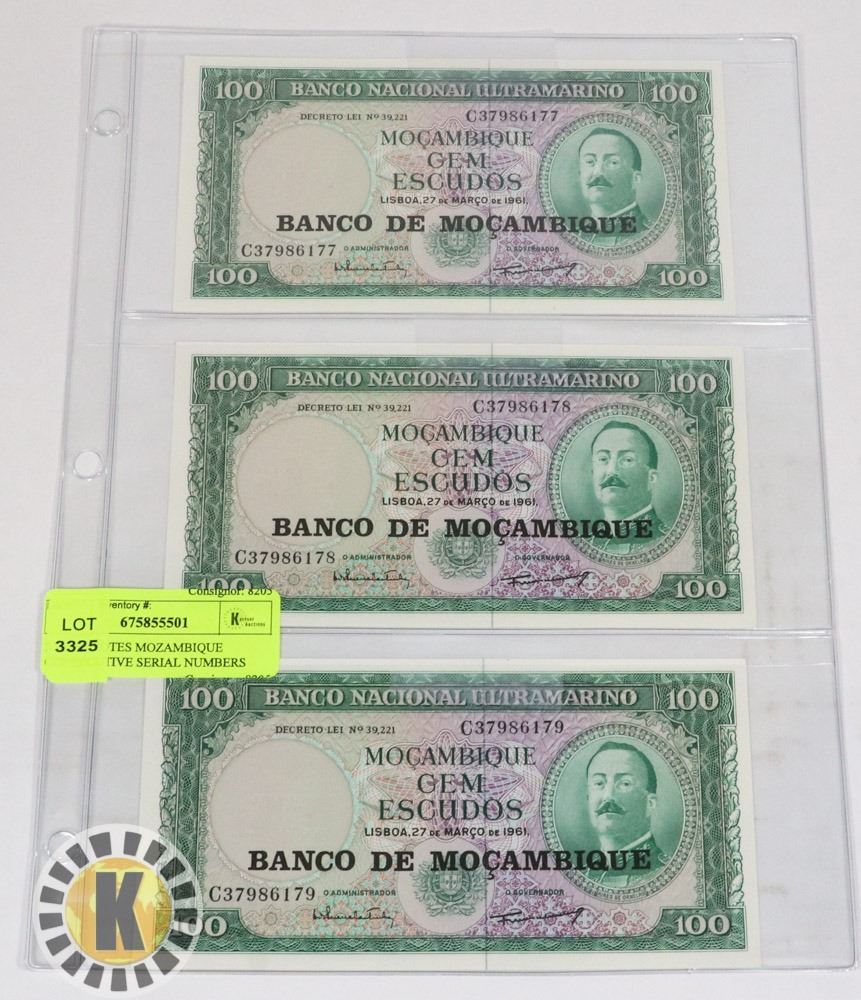 100 BANCO NACIONAL ULTRAMARINO 100
DECRETO LEI Nº 39,221 C37986177
MOÇAMBIQUE
CEM
ESCUDOS
LISBOA, 27 DE MARÇO DE 1961.
BANCO DE MOÇAMBIQUE
C37986177 O ADMINISTRADOR O GOVERNADOR
100 100
100 BANCO NACIONAL ULTRAMARINO 100
DECRETO LEI Nº 39,221 C37986178
MOÇAMBIQUE
CEM
ESCUDOS
LISBOA, 27 DE MARÇO DE 1961.
BANCO DE MOÇAMBIQUE
C37986178 O ADMINISTRADOR O GOVERNADOR
100 100
Consignor: 8205
ventory #:
LOT 675855501 K
3325 TES MOZAMBIQUE
TIVE SERIAL NUMBERS
100 BANCO NACIONAL ULTRAMARINO 100
DECRETO LEI Nº 39,221 C37986179
MOÇAMBIQUE
CEM
ESCUDOS
LISBOA, 27 DE MARÇO DE 1961.
BANCO DE MOÇAMBIQUE
C37986179 O ADMINISTRADOR O GOVERNADOR
00 100
K